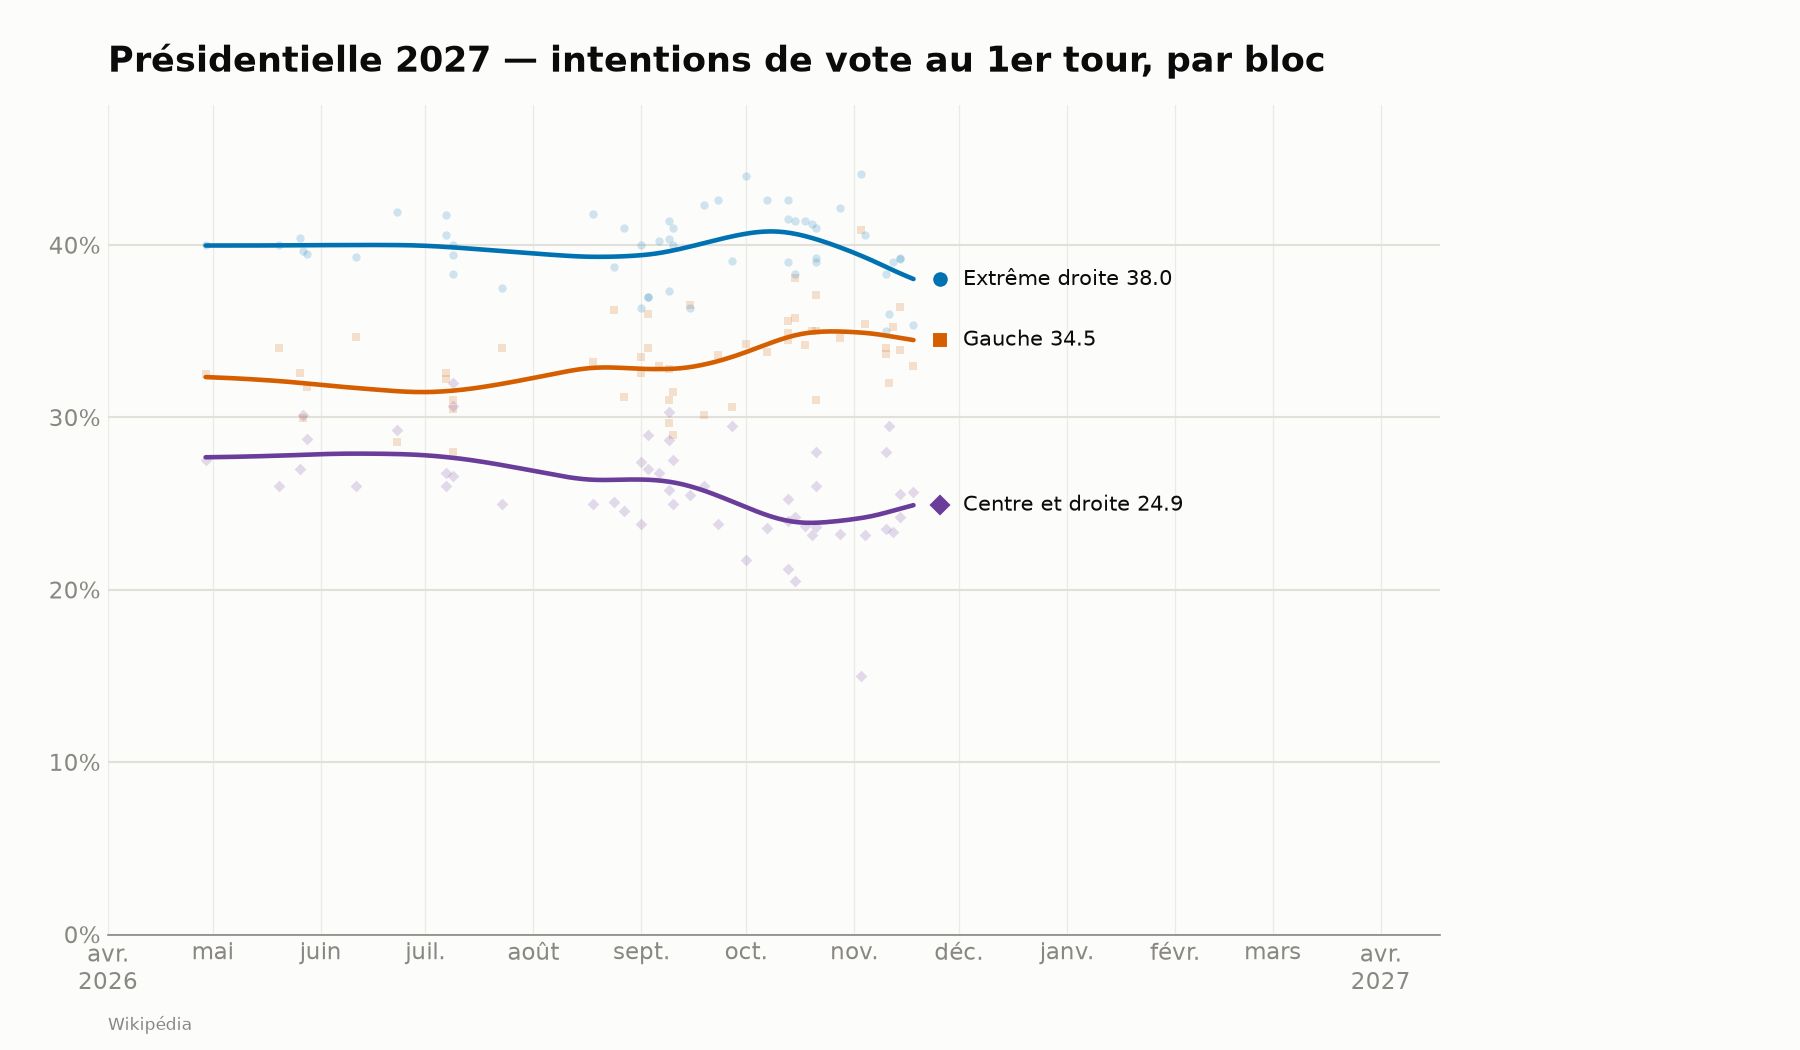 Présidentielle 2027 — intentions de vote au 1er tour, par bloc
40%
30%
20%
10%
0%
Extrême droite 38.0
Gauche 34.5
Centre et droite 24.9
avr. mai juin juil. août sept. oct. nov. déc. janv. févr. mars avr.
2026 2027
Wikipédia